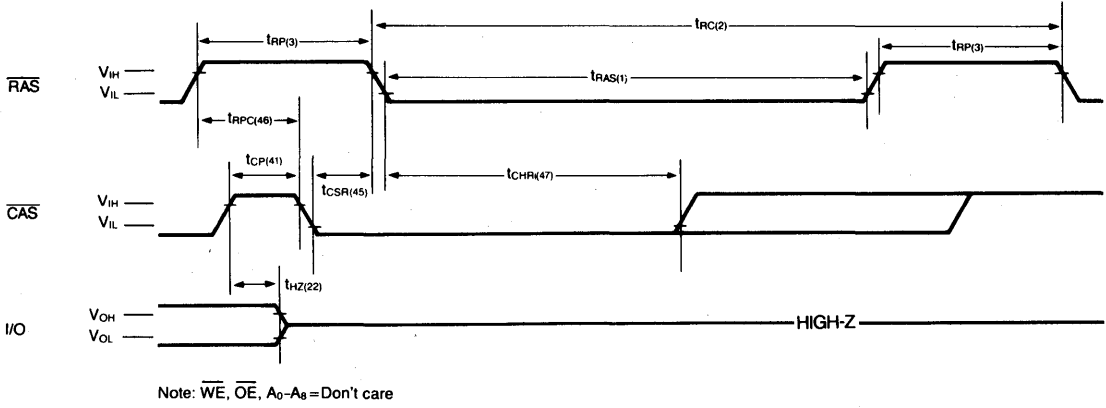 tRC(2)
tRP(3) tRP(3)
RAS VIH tRAS(1)
VIL
tRPC(46)
tCP(41)
tCSR(45) tCHR(47)
CAS VIH
VIL
tHZ(22)
I/O VOH
VOL HIGH-Z
Note: WE, OE, A0-A8=Don't care